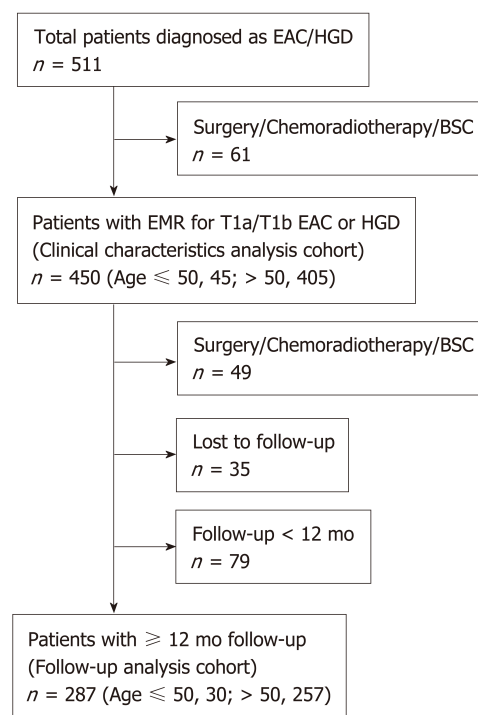 Total patients diagnosed as EAC/HGD
n = 511
Surgery/Chemoradiotherapy/BSC
n = 61
Patients with EMR for T1a/T1b EAC or HGD
(Clinical characteristics analysis cohort)
n = 450 (Age ⩽ 50, 45; > 50, 405)
Surgery/Chemoradiotherapy/BSC
n = 49
Lost to follow-up
n = 35
Follow-up < 12 mo
n = 79
Patients with ⩾ 12 mo follow-up
(Follow-up analysis cohort)
n = 287 (Age ⩽ 50, 30; > 50, 257)